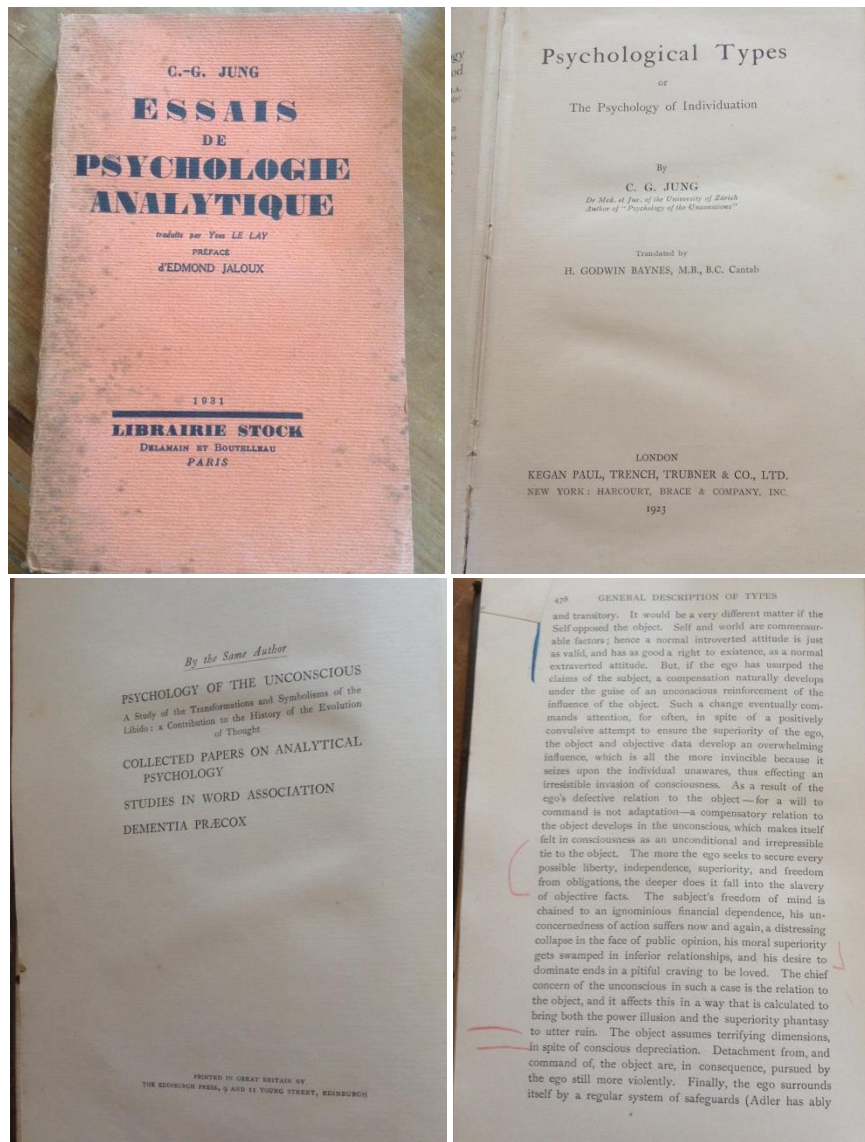 C.-G. JUNG
ESSAIS
DE
PSYCHOLOGIE
ANALYTIQUE
traduits par Yves LE LAY
PRÉFACE
d'EDMOND JALOUX
1931
LIBRAIRIE STOCK
DELAMAIN ET BOUTELLEAU
PARIS
Psychological Types
or
The Psychology of Individuation
By
C. G. JUNG
Dr Med. et Jur. of the University of Zürich
Author of "Psychology of the Unconscious"
Translated by
H. GODWIN BAYNES, M.B., B.C. Cantab
LONDON
KEGAN PAUL, TRENCH, TRUBNER & CO., LTD.
NEW YORK: HARCOURT, BRACE & COMPANY, INC.
1923
By the Same Author
PSYCHOLOGY OF THE UNCONSCIOUS
A Study of the Transformations and Symbolisms of the
Libido: a Contribution to the History of the Evolution
of Thought
COLLECTED PAPERS ON ANALYTICAL
PSYCHOLOGY
STUDIES IN WORD ASSOCIATION
DEMENTIA PRÆCOX
PRINTED IN GREAT BRITAIN BY
THE EDINBURGH PRESS, 9 AND 11 YOUNG STREET, EDINBURGH
478 GENERAL DESCRIPTION OF TYPES
and transitory. It would be a very different matter if the
Self opposed the object. Self and world are commensur-
able factors; hence a normal introverted attitude is just
as valid, and has as good a right to existence, as a normal
extraverted attitude. But, if the ego has usurped the
claims of the subject, a compensation naturally develops
under the guise of an unconscious reinforcement of the
influence of the object. Such a change eventually com-
mands attention, for often, in spite of a positively
convulsive attempt to ensure the superiority of the ego,
the object and objective data develop an overwhelming
influence, which is all the more invincible because it
seizes upon the individual unawares, thus effecting an
irresistible invasion of consciousness. As a result of the
ego's defective relation to the object—for a will to
command is not adaptation—a compensatory relation to
the object develops in the unconscious, which makes itself
felt in consciousness as an unconditional and irrepressible
tie to the object. The more the ego seeks to secure every
possible liberty, independence, superiority, and freedom
from obligations, the deeper does it fall into the slavery
of objective facts. The subject's freedom of mind is
chained to an ignominious financial dependence, his un-
concernedness of action suffers now and again, a distressing
collapse in the face of public opinion, his moral superiority
gets swamped in inferior relationships, and his desire to
dominate ends in a pitiful craving to be loved. The chief
concern of the unconscious in such a case is the relation to
the object, and it affects this in a way that is calculated to
bring both the power illusion and the superiority phantasy
to utter ruin. The object assumes terrifying dimensions,
in spite of conscious depreciation. Detachment from, and
command of, the object are, in consequence, pursued by
the ego still more violently. Finally, the ego surrounds
itself by a regular system of safeguards (Adler has ably